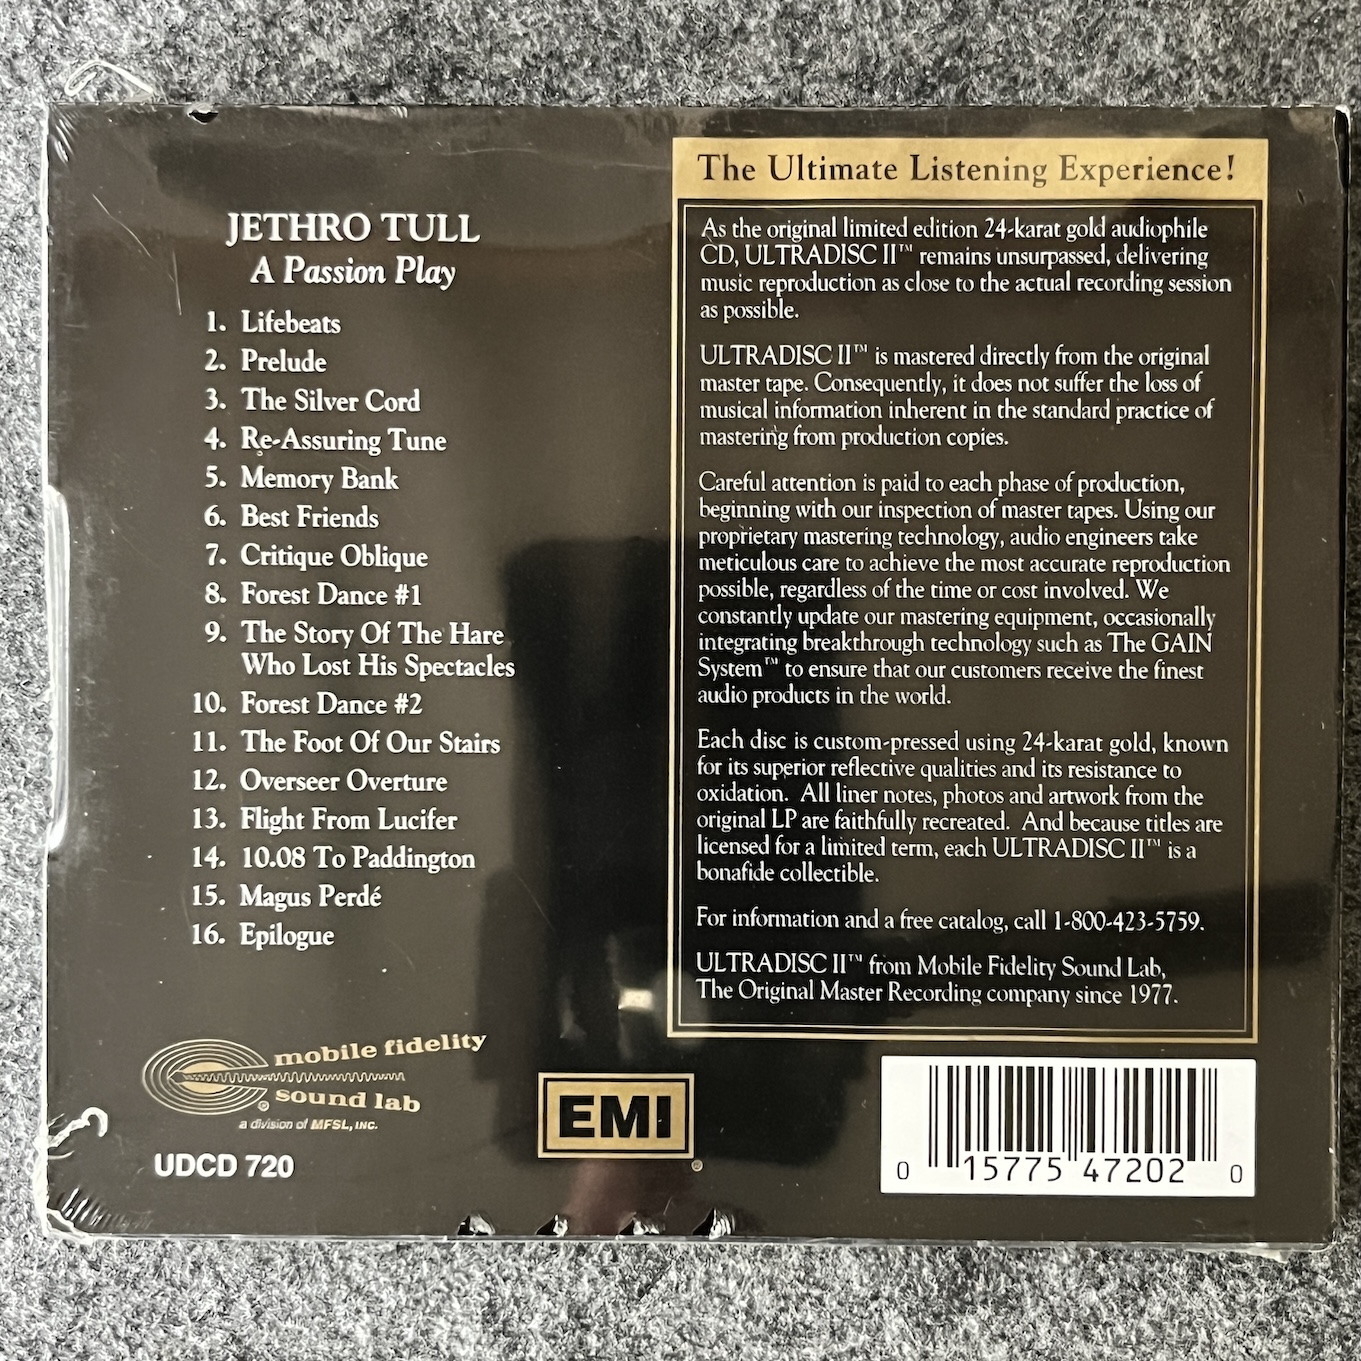 JETHRO TULL
A Passion Play
1. Lifebeats
2. Prelude
3. The Silver Cord
4. Re-Assuring Tune
5. Memory Bank
6. Best Friends
7. Critique Oblique
8. Forest Dance #1
9. The Story Of The Hare
Who Lost His Spectacles
10. Forest Dance #2
11. The Foot Of Our Stairs
12. Overseer Overture
13. Flight From Lucifer
14. 10.08 To Paddington
15. Magus Perdé
16. Epilogue
mobile fidelity
sound lab
®
a division of MFSL, INC.
UDCD 720
The Ultimate Listening Experience!
As the original limited edition 24-karat gold audiophile
CD, ULTRADISC II™ remains unsurpassed, delivering
music reproduction as close to the actual recording session
as possible.
ULTRADISC II™ is mastered directly from the original
master tape. Consequently, it does not suffer the loss of
musical information inherent in the standard practice of
mastering from production copies.
Careful attention is paid to each phase of production,
beginning with our inspection of master tapes. Using our
proprietary mastering technology, audio engineers take
meticulous care to achieve the most accurate reproduction
possible, regardless of the time or cost involved. We
constantly update our mastering equipment, occasionally
integrating breakthrough technology such as The GAIN
System™ to ensure that our customers receive the finest
audio products in the world.
Each disc is custom-pressed using 24-karat gold, known
for its superior reflective qualities and its resistance to
oxidation. All liner notes, photos and artwork from the
original LP are faithfully recreated. And because titles are
licensed for a limited term, each ULTRADISC II™ is a
bonafide collectible.
For information and a free catalog, call 1-800-423-5759.
ULTRADISC II™ from Mobile Fidelity Sound Lab,
The Original Master Recording company since 1977.
EMI
®
0 15775 47202 0